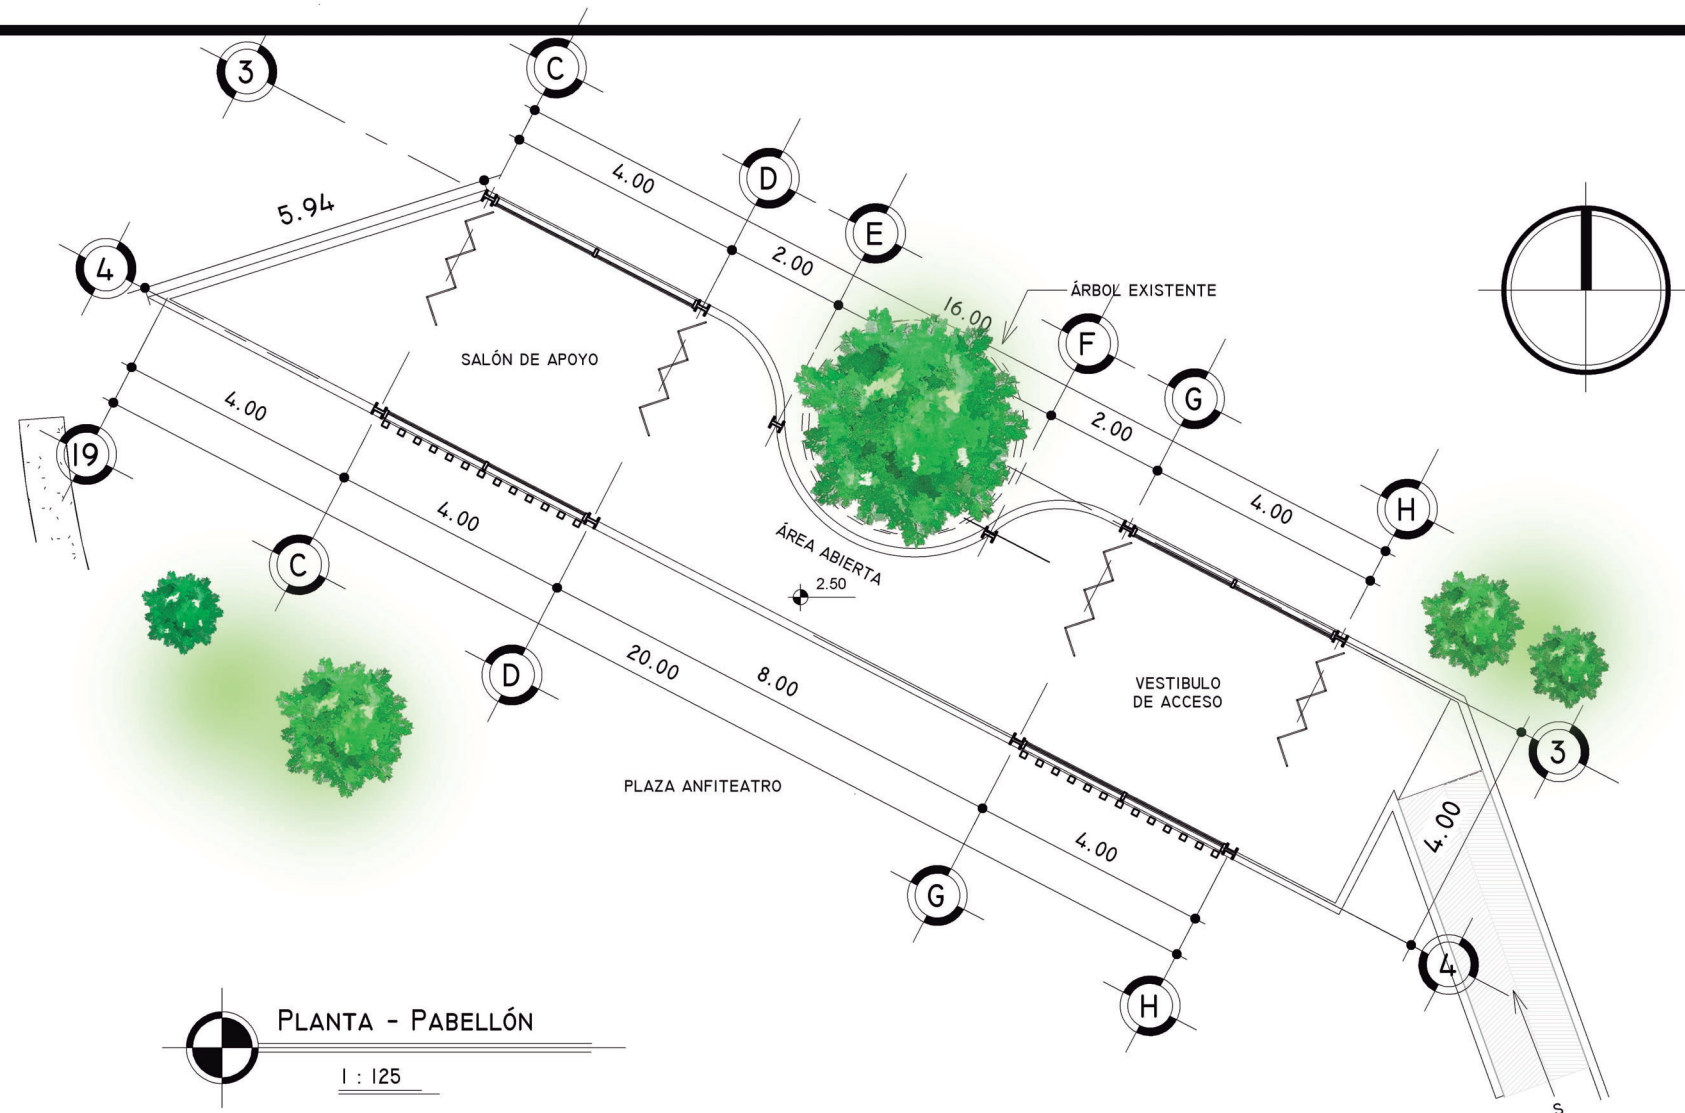 3
C
4.00
D
5.94
E
2.00
4
ÁRBOL EXISTENTE
16.00
F
SALÓN DE APOYO
G
2.00
4.00
19
4.00
H
4.00
ÁREA ABIERTA
2.50
C
20.00
8.00
D
VESTIBULO
DE ACCESO
3
PLAZA ANFITEATRO
4.00
4.00
G
4
H
PLANTA - PABELLÓN
1 : 125
S